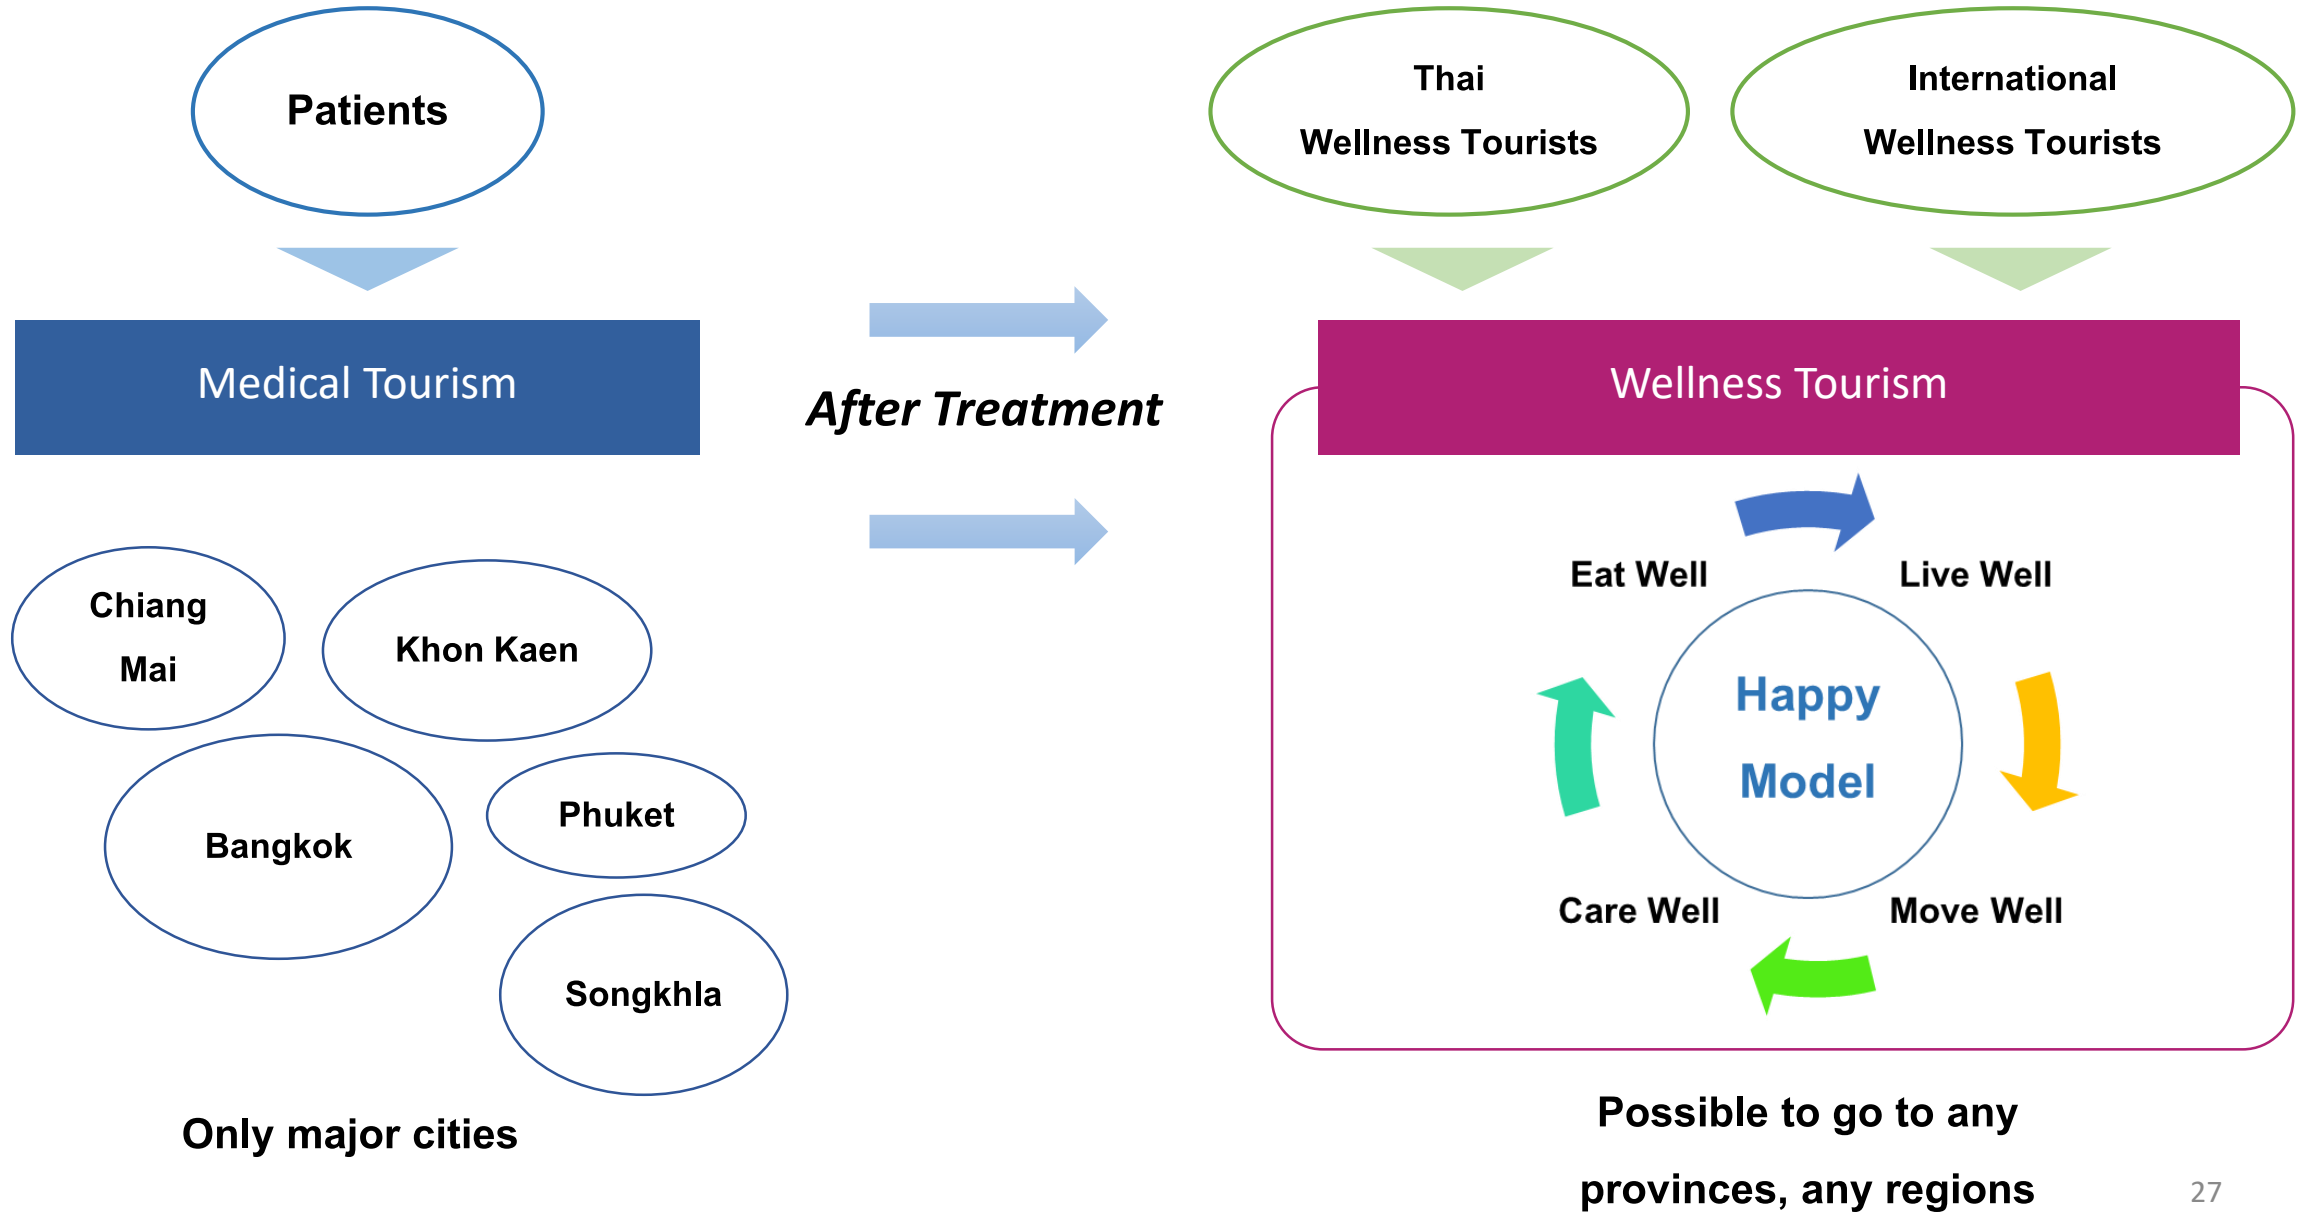 Patients
Thai
Wellness Tourists
International
Wellness Tourists
Medical Tourism
After Treatment
Wellness Tourism
Chiang
Mai
Khon Kaen
Bangkok
Phuket
Songkhla
Only major cities
Eat Well
Live Well
Happy
Model
Care Well
Move Well
Possible to go to any
provinces, any regions
27